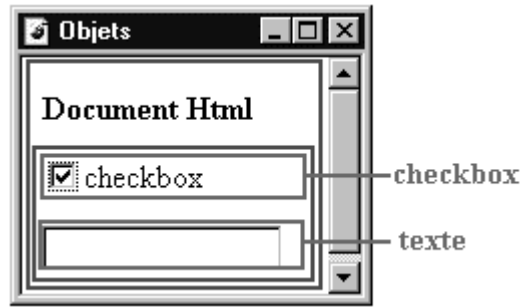 Objets
Document Html
checkbox
checkbox
texte